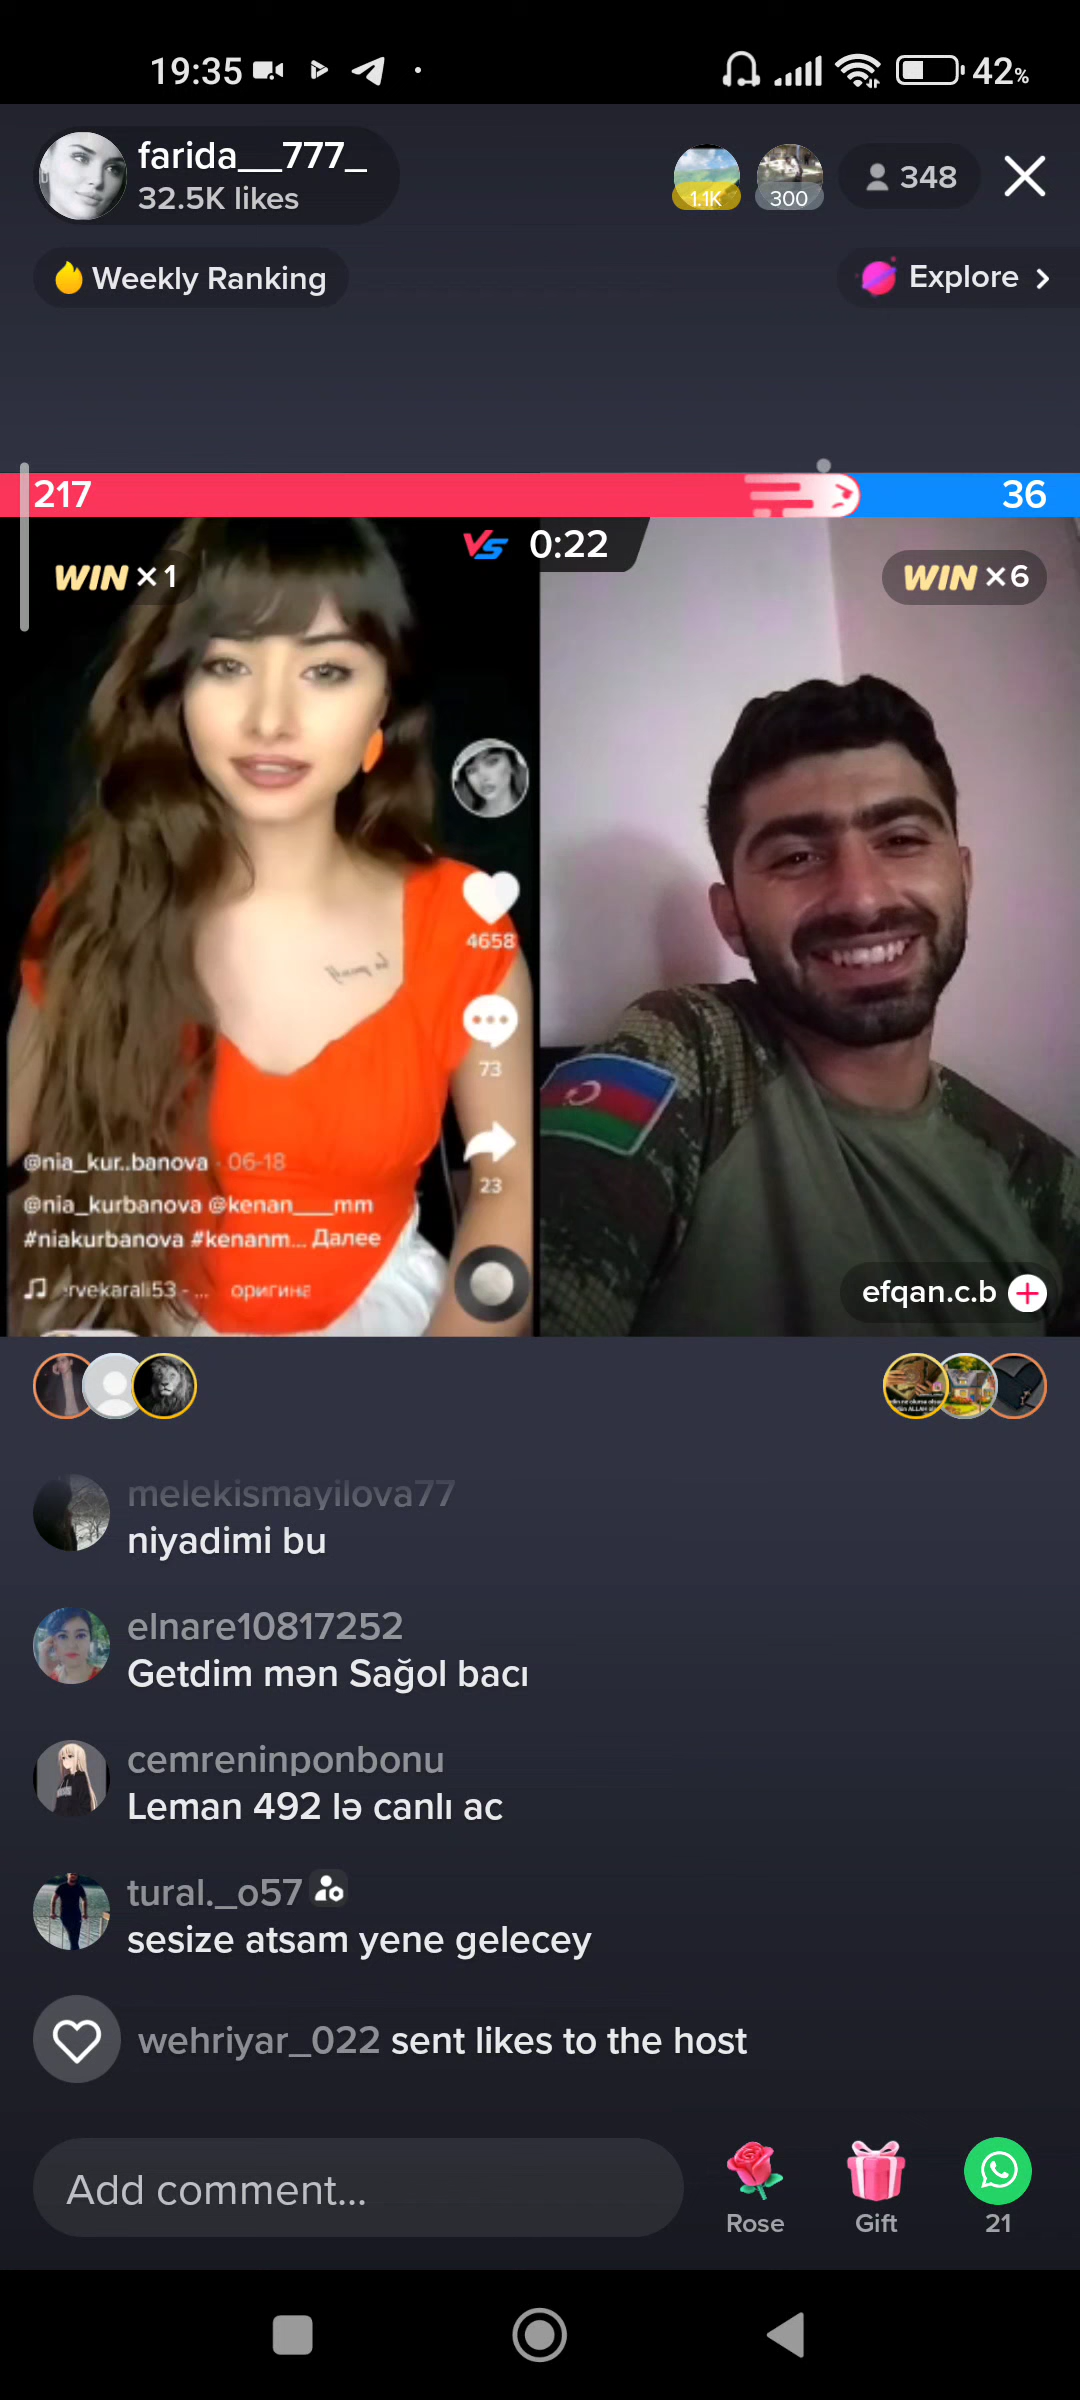 19:35
42%
farida__777_
32.5K likes
1.1K
300
348
Weekly Ranking
Explore
217
36
VS 0:22
WIN ×1
WIN ×6
4658
73
23
@nia_kur..banova · 06-18
@nia_kurbanova @kenan___mm
#niakurbanova #kenanm... Далее
rvekarali53 - ... оригина
efqan.c.b
melekismayilova77
niyadimi bu
elnare10817252
Getdim mən Sağol bacı
cemreninponbonu
Leman 492 lə canlı ac
tural._o57
sesize atsam yene gelecey
wehriyar_022 sent likes to the host
Add comment...
Rose
Gift
21